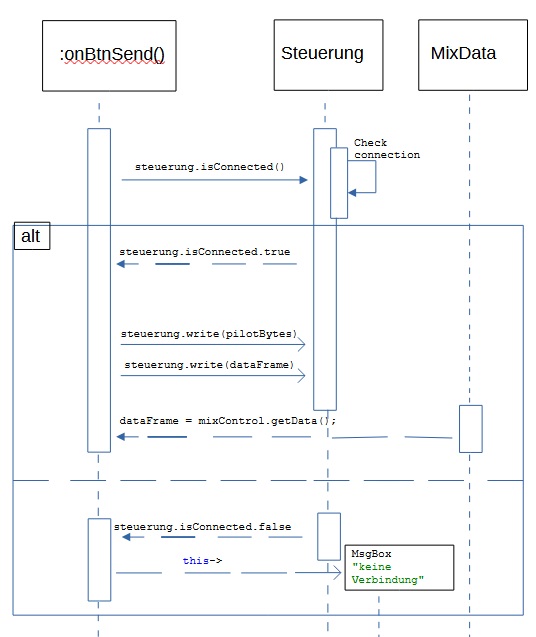 :onBtnSend()
Steuerung
MixData
Check
connection
steuerung.isConnected()
alt
steuerung.isConnected.true
steuerung.write(pilotBytes)
steuerung.write(dataFrame)
dataFrame = mixControl.getData();
steuerung.isConnected.false
this->
MsgBox
"keine
Verbindung"